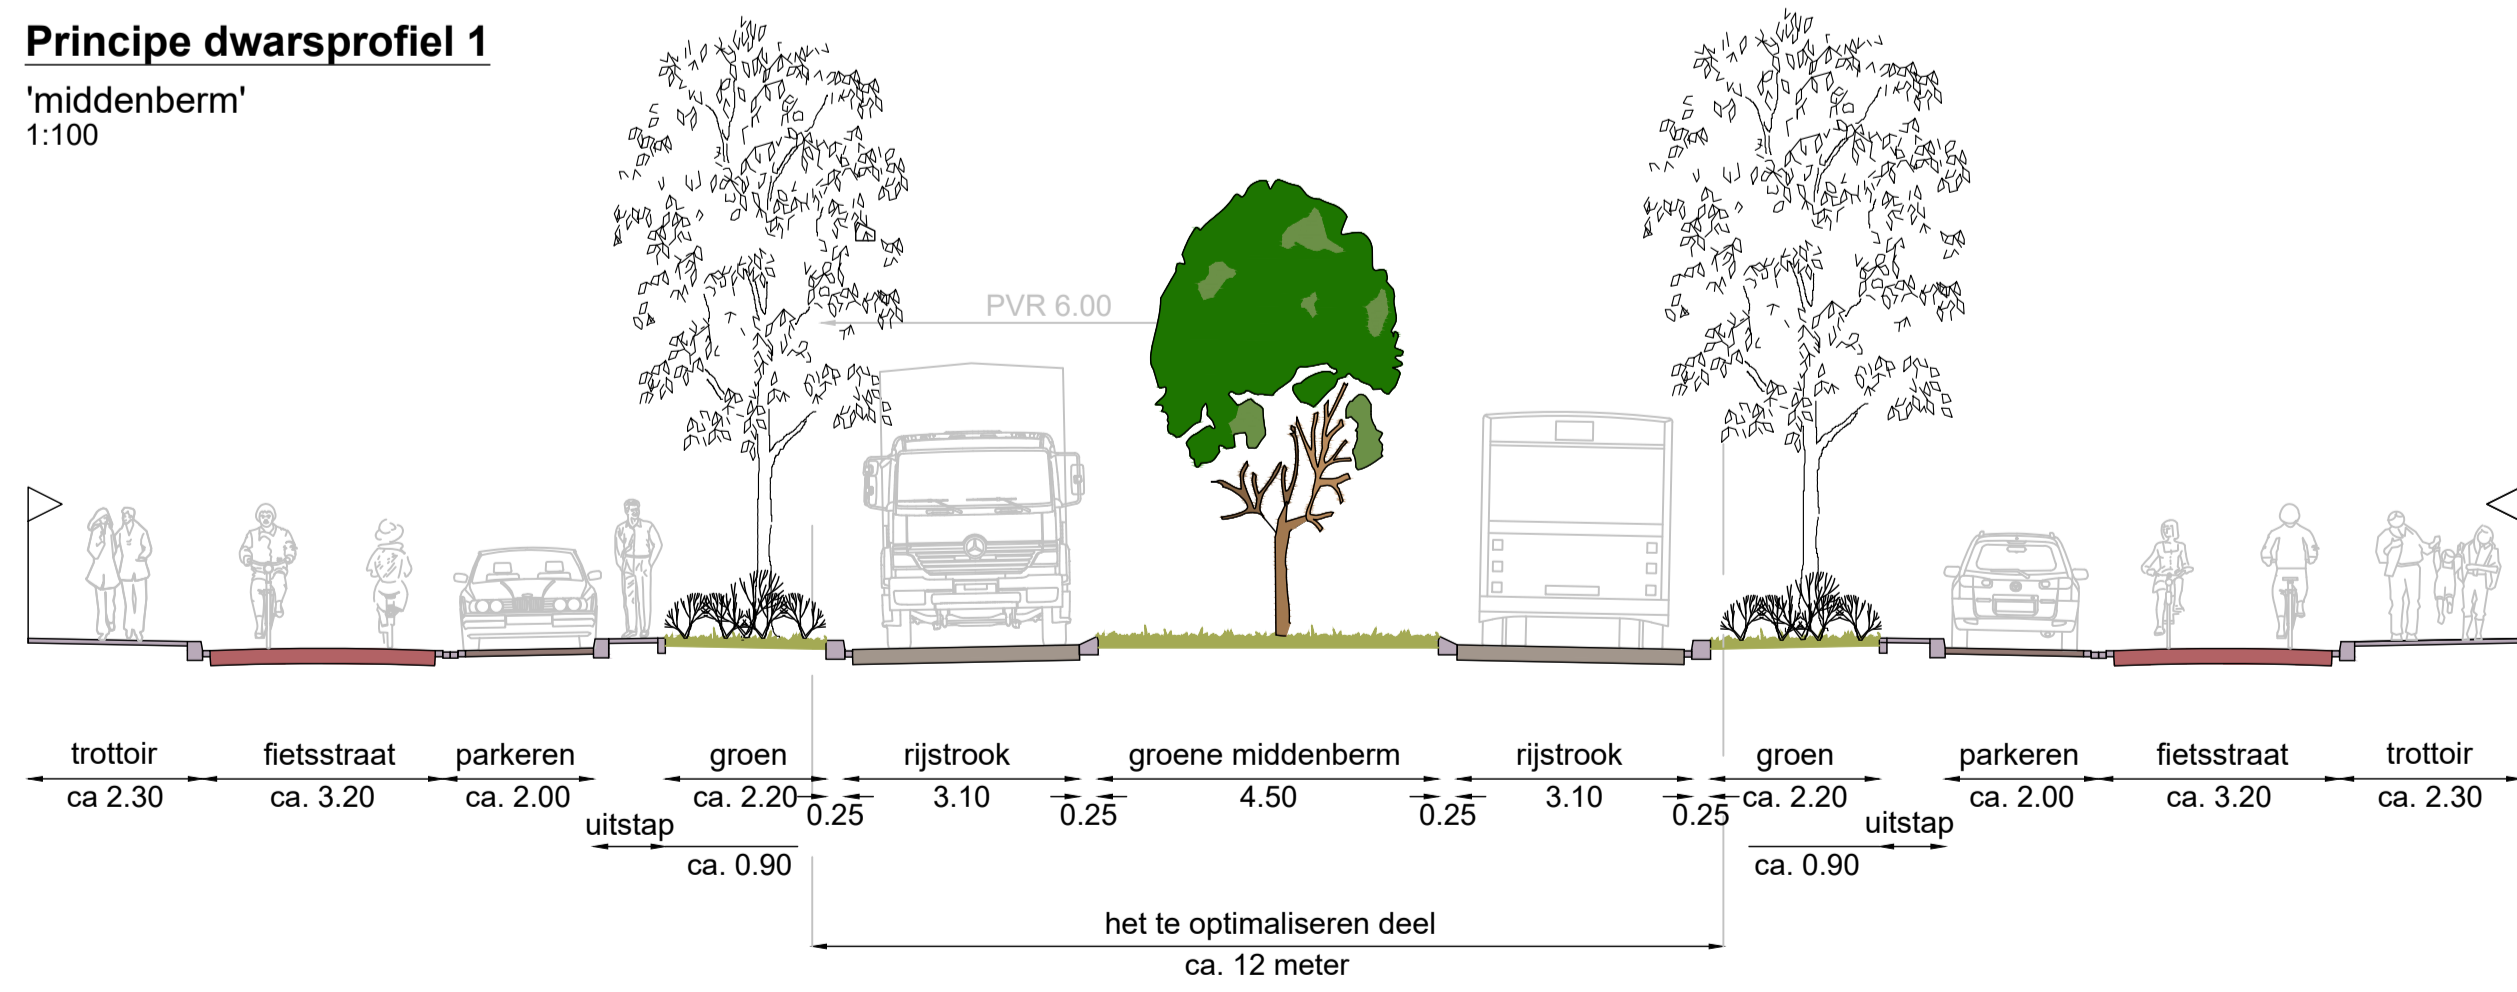 Principe dwarsprofiel 1
'middenberm'
1:100
PVR 6.00
trottoir fietsstraat parkeren groen rijstrook groene middenberm rijstrook groen parkeren fietsstraat trottoir
ca 2.30 ca. 3.20 ca. 2.00 ca. 2.20 3.10 4.50 3.10 ca. 2.20 ca. 2.00 ca. 3.20 ca. 2.30
0.25 0.25 0.25 0.25
uitstap uitstap
ca. 0.90 ca. 0.90
het te optimaliseren deel
ca. 12 meter